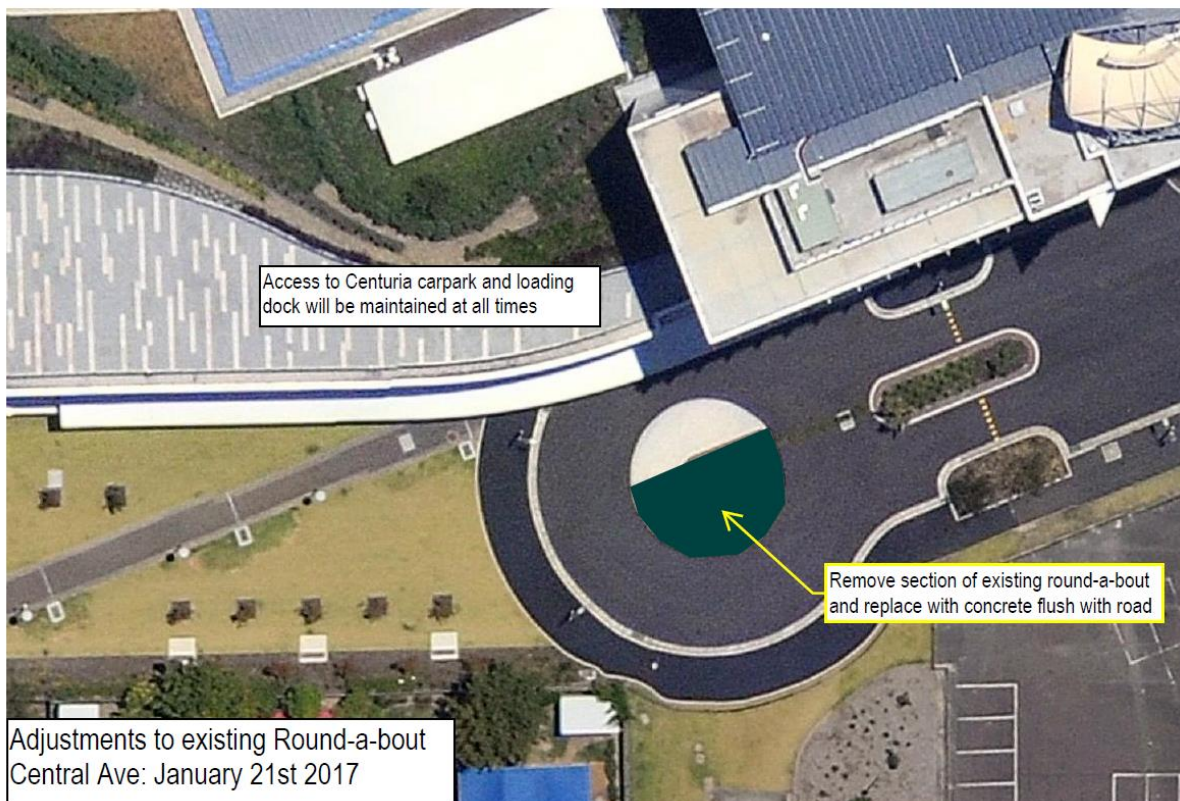 Access to Centuria carpark and loading
dock will be maintained at all times
Remove section of existing round-a-bout
and replace with concrete flush with road
Adjustments to existing Round-a-bout
Central Ave: January 21st 2017